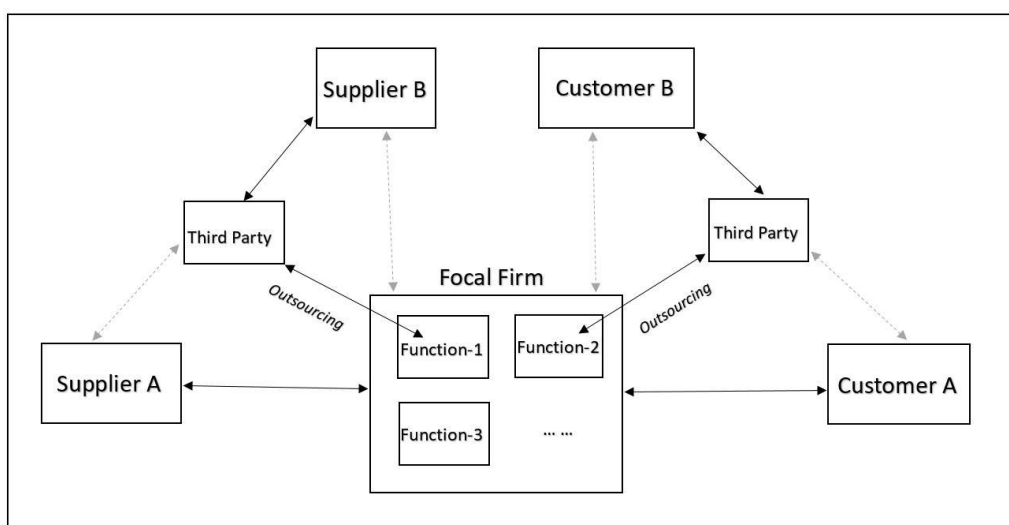 Supplier B
Customer B
Third Party
Third Party
Focal Firm
Outsourcing
Outsourcing
Function-1
Function-2
Supplier A
Customer A
Function-3
... ...